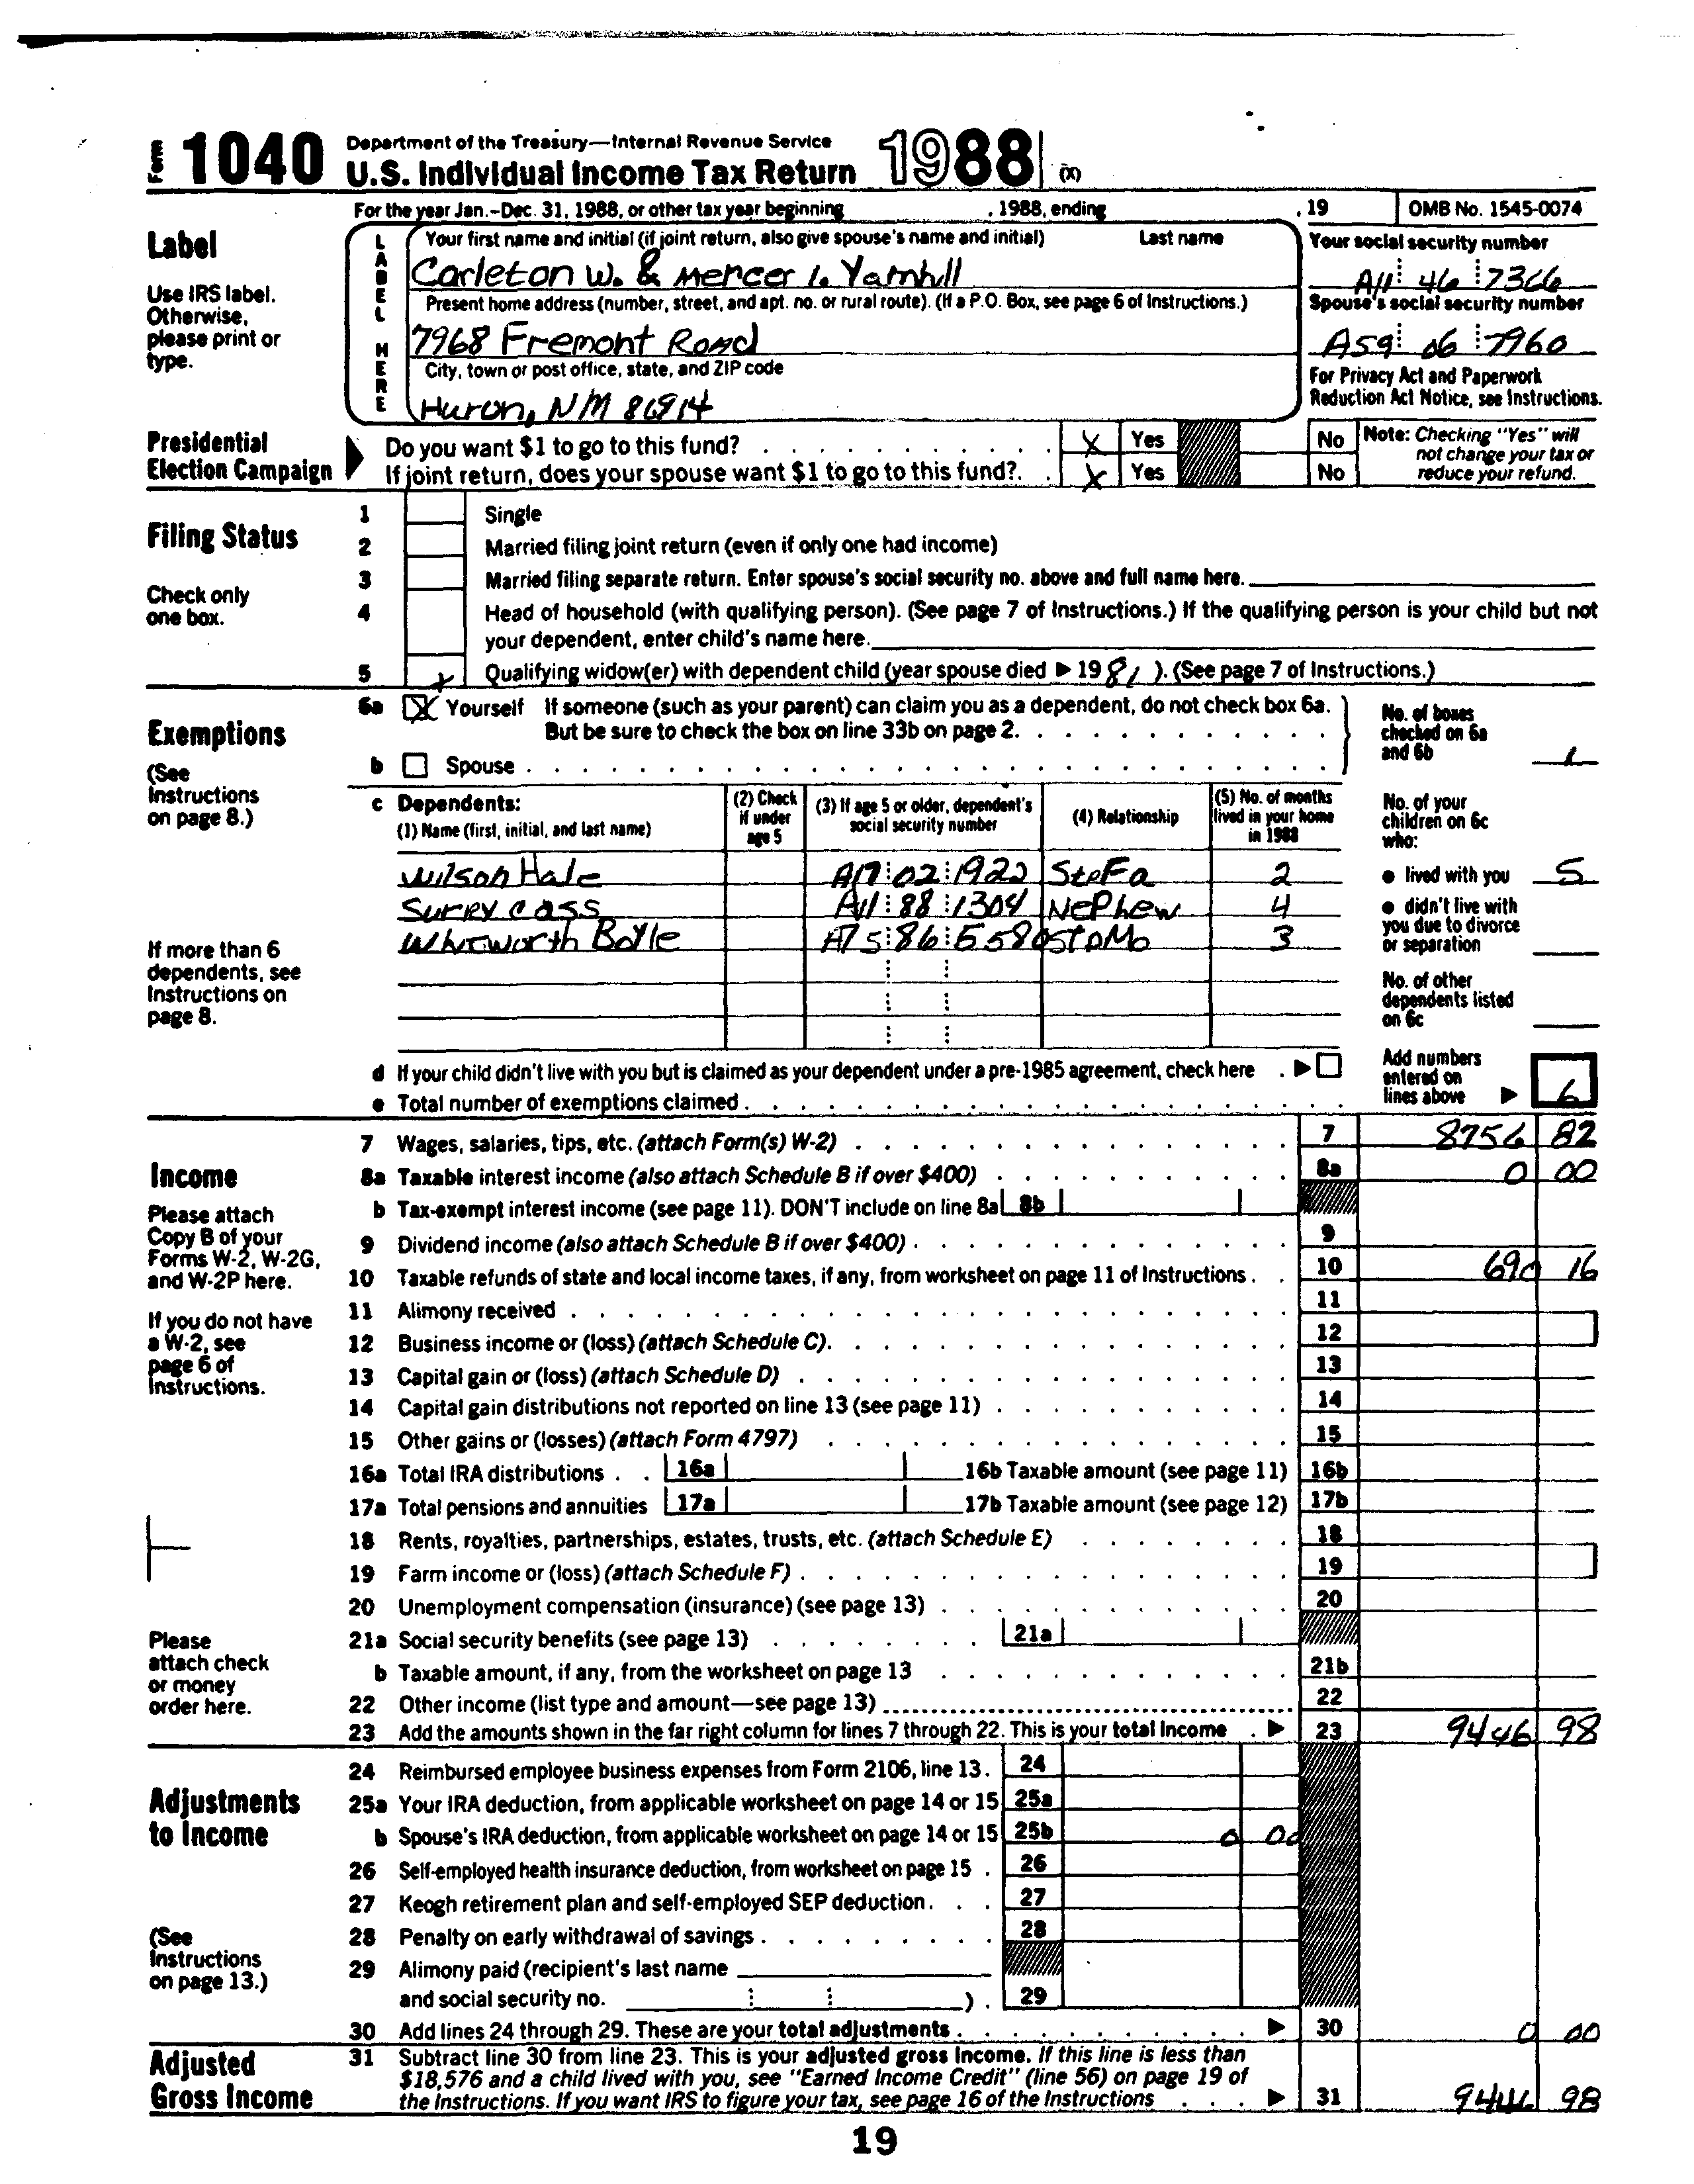 Form 1040 Department of the Treasury—Internal Revenue Service
U.S. Individual Income Tax Return 1988 (X)
For the year Jan.-Dec. 31, 1988, or other tax year beginning , 1988, ending , 19 OMB No. 1545-0074
Label
Use IRS label. Otherwise, please print or type.
LABEL HERE
Your first name and initial (if joint return, also give spouse's name and initial) Last name
Carleton W. & Mercer L. Yamhill
Your social security number
A11 46 7366
Present home address (number, street, and apt. no. or rural route). (If a P.O. Box, see page 6 of Instructions.)
7968 Fremont Road
Spouse's social security number
A59 06 7960
City, town or post office, state, and ZIP code
Huron, NM 86914
For Privacy Act and Paperwork
Reduction Act Notice, see Instructions.
Presidential
Election Campaign
Do you want $1 to go to this fund? X Yes No
If joint return, does your spouse want $1 to go to this fund? X Yes No
Note: Checking "Yes" will
not change your tax or
reduce your refund.
Filing Status
Check only
one box.
1 Single
2 Married filing joint return (even if only one had income)
3 Married filing separate return. Enter spouse's social security no. above and full name here.
4 Head of household (with qualifying person). (See page 7 of Instructions.) If the qualifying person is your child but not
your dependent, enter child's name here.
5 X Qualifying widow(er) with dependent child (year spouse died ▶ 19 81 ). (See page 7 of Instructions.)
Exemptions
(See
Instructions
on page 8.)
6a X Yourself If someone (such as your parent) can claim you as a dependent, do not check box 6a.
But be sure to check the box on line 33b on page 2.
b Spouse
No. of boxes
checked on 6a
and 6b 1
c Dependents:
(1) Name (first, initial, and last name)
(2) Check
if under
age 5
(3) If age 5 or older, dependent's
social security number
(4) Relationship
(5) No. of months
lived in your home
in 1988
Wilson Hale A17 02 1922 SteFa 2
Surry Cass A11 88 1304 Nephew 4
Whitworth Boyle A75 86 5580 StpMo 3
If more than 6
dependents, see
Instructions on
page 8.
No. of your
children on 6c
who:
• lived with you 5
• didn't live with
you due to divorce
or separation
No. of other
dependents listed
on 6c
d If your child didn't live with you but is claimed as your dependent under a pre-1985 agreement, check here ▶
e Total number of exemptions claimed
Add numbers
entered on
lines above ▶ 6
Income
Please attach
Copy B of your
Forms W-2, W-2G,
and W-2P here.
If you do not have
a W-2, see
page 6 of
Instructions.
Please
attach check
or money
order here.
7 Wages, salaries, tips, etc. (attach Form(s) W-2) 7 8756 82
8a Taxable interest income (also attach Schedule B if over $400) 8a 0 00
b Tax-exempt interest income (see page 11). DON'T include on line 8a 8b
9 Dividend income (also attach Schedule B if over $400) 9
10 Taxable refunds of state and local income taxes, if any, from worksheet on page 11 of Instructions. 10 690 16
11 Alimony received 11
12 Business income or (loss) (attach Schedule C). 12
13 Capital gain or (loss) (attach Schedule D) 13
14 Capital gain distributions not reported on line 13 (see page 11) 14
15 Other gains or (losses) (attach Form 4797) 15
16a Total IRA distributions 16a 16b Taxable amount (see page 11) 16b
17a Total pensions and annuities 17a 17b Taxable amount (see page 12) 17b
18 Rents, royalties, partnerships, estates, trusts, etc. (attach Schedule E) 18
19 Farm income or (loss) (attach Schedule F) 19
20 Unemployment compensation (insurance) (see page 13) 20
21a Social security benefits (see page 13) 21a
b Taxable amount, if any, from the worksheet on page 13 21b
22 Other income (list type and amount—see page 13) 22
23 Add the amounts shown in the far right column for lines 7 through 22. This is your total income ▶ 23 9446 98
Adjustments
to Income
(See
Instructions
on page 13.)
24 Reimbursed employee business expenses from Form 2106, line 13. 24
25a Your IRA deduction, from applicable worksheet on page 14 or 15 25a
b Spouse's IRA deduction, from applicable worksheet on page 14 or 15 25b 0 00
26 Self-employed health insurance deduction, from worksheet on page 15 26
27 Keogh retirement plan and self-employed SEP deduction 27
28 Penalty on early withdrawal of savings 28
29 Alimony paid (recipient's last name
and social security no. ) 29
30 Add lines 24 through 29. These are your total adjustments ▶ 30 0 00
Adjusted
Gross Income
31 Subtract line 30 from line 23. This is your adjusted gross income. If this line is less than
$18,576 and a child lived with you, see "Earned Income Credit" (line 56) on page 19 of
the Instructions. If you want IRS to figure your tax, see page 16 of the Instructions ▶ 31 9446 98
19